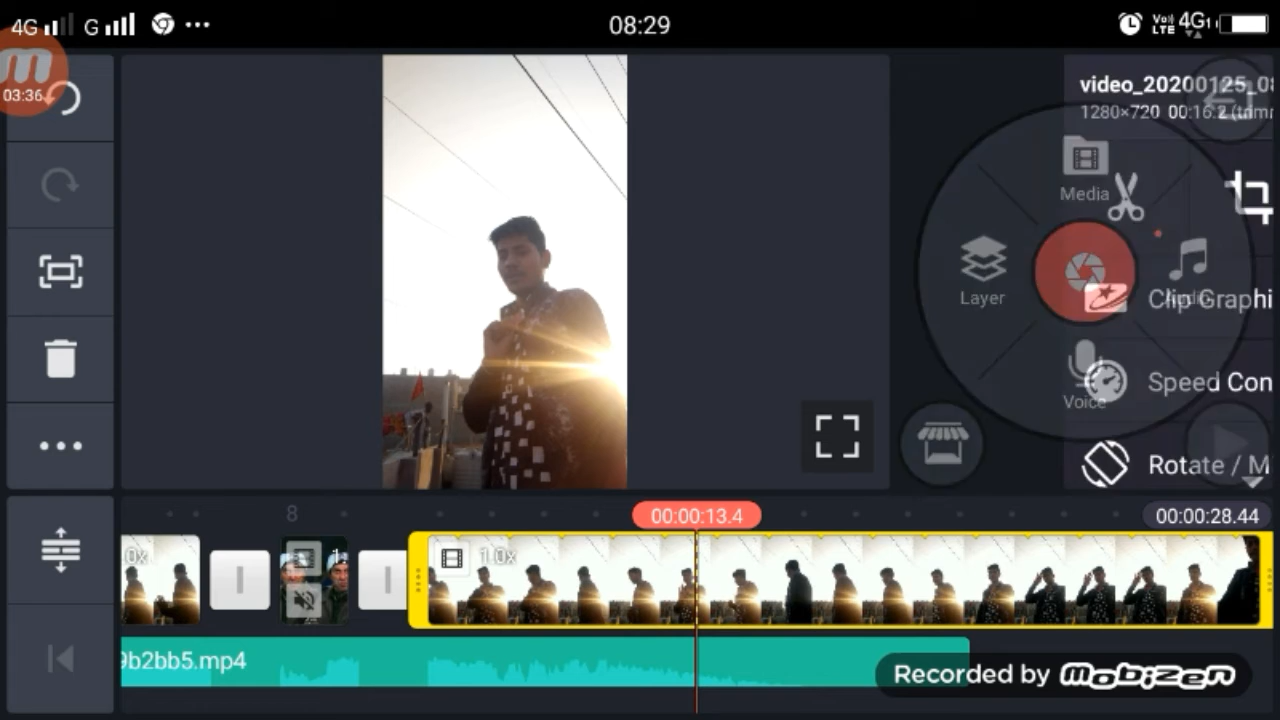 4G G 08:29 VoLTE 4G
m
03:36
video_20200125_08
1280×720 00:16.2 (trimm
Media
Layer
Clip Graphi
Speed Con
Voice
Rotate / M
8
00:00:13.4
00:00:28.44
0x
1.0x
9b2bb5.mp4
Recorded by mobizen